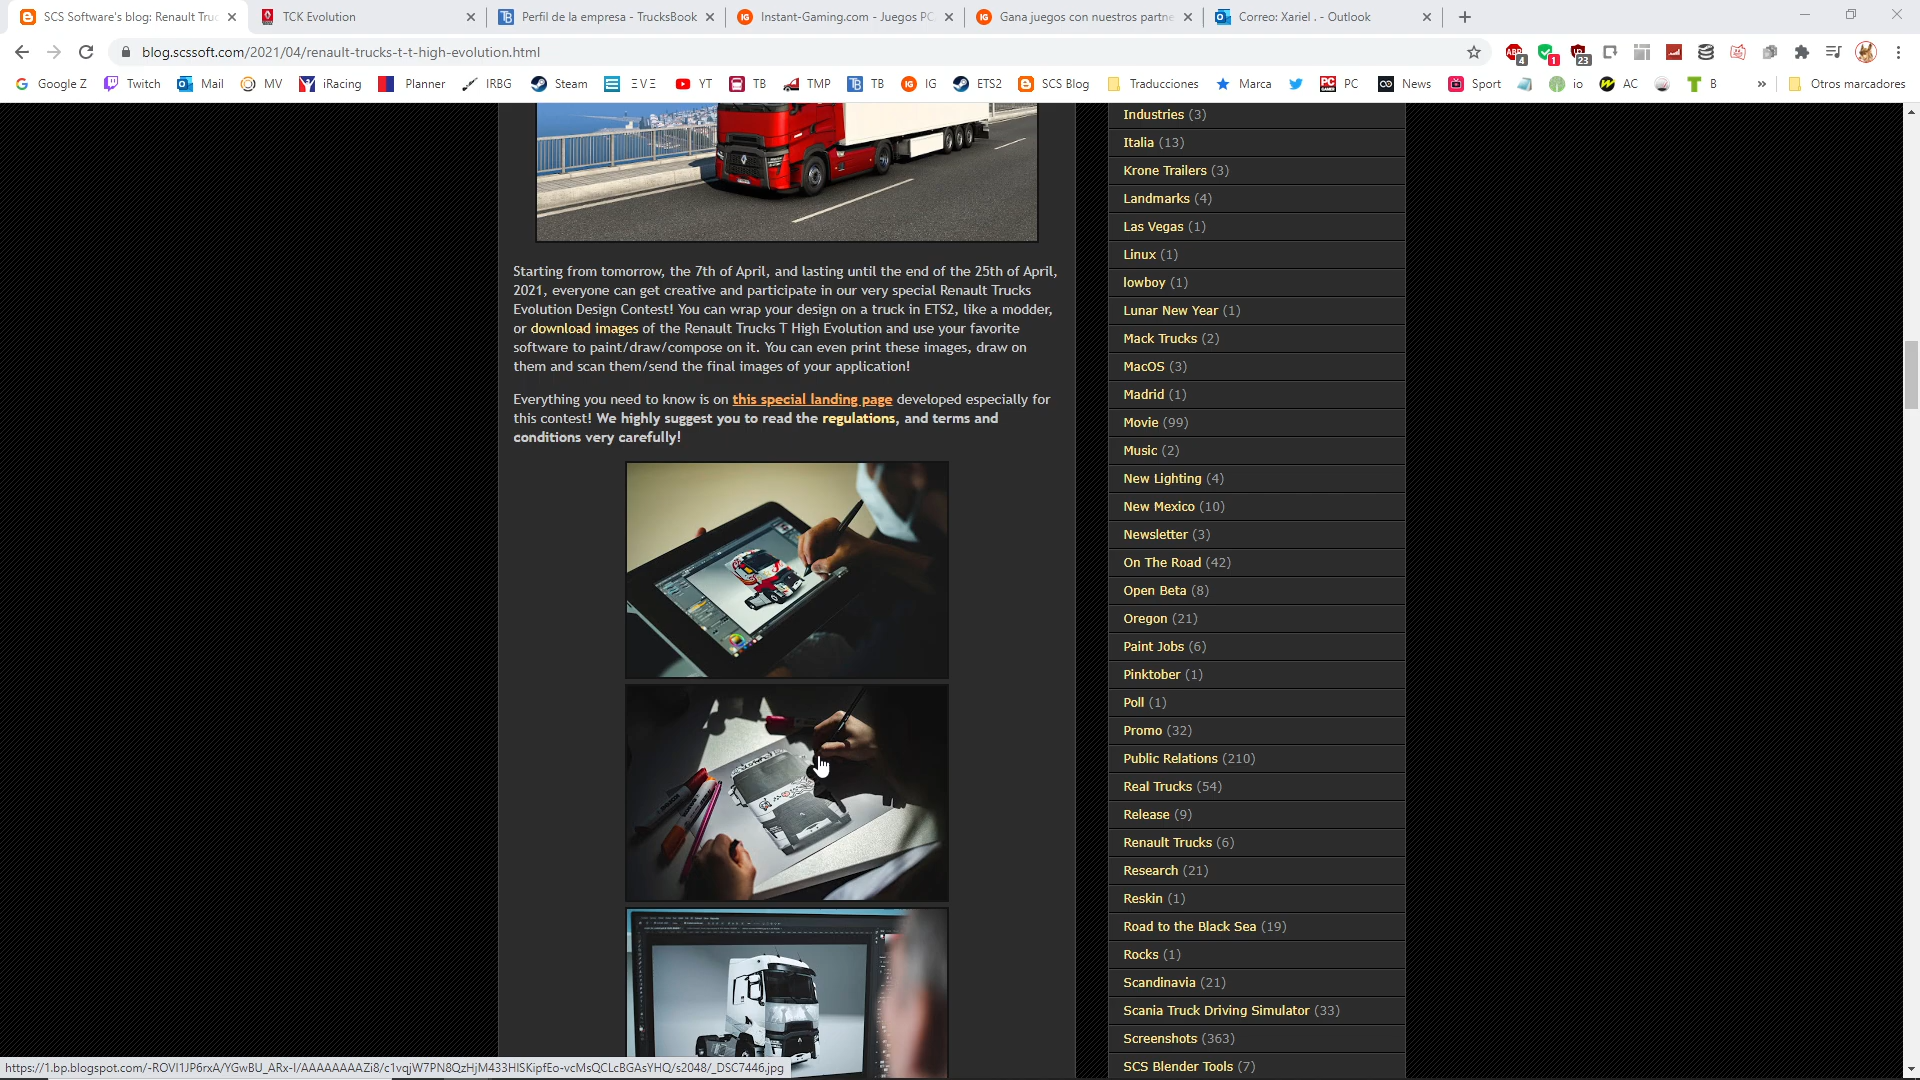 SCS Software's blog: Renault Truc
TCK Evolution
Perfil de la empresa - TrucksBook
Instant-Gaming.com - Juegos PC
Gana juegos con nuestros partne
Correo: Xariel . - Outlook
blog.scssoft.com/2021/04/renault-trucks-t-t-high-evolution.html
4
1
23
Google Z
Twitch
Mail
MV
iRacing
Planner
IRBG
Steam
ΞVΞ
YT
TB
TMP
TB
IG
ETS2
SCS Blog
Traducciones
Marca
PC
News
Sport
io
AC
B
»
Otros marcadores
Starting from tomorrow, the 7th of April, and lasting until the end of the 25th of April,
2021, everyone can get creative and participate in our very special Renault Trucks
Evolution Design Contest! You can wrap your design on a truck in ETS2, like a modder,
or download images of the Renault Trucks T High Evolution and use your favorite
software to paint/draw/compose on it. You can even print these images, draw on
them and scan them/send the final images of your application!
Everything you need to know is on this special landing page developed especially for
this contest! We highly suggest you to read the regulations, and terms and
conditions very carefully!
Industries (3)
Italia (13)
Krone Trailers (3)
Landmarks (4)
Las Vegas (1)
Linux (1)
lowboy (1)
Lunar New Year (1)
Mack Trucks (2)
MacOS (3)
Madrid (1)
Movie (99)
Music (2)
New Lighting (4)
New Mexico (10)
Newsletter (3)
On The Road (42)
Open Beta (8)
Oregon (21)
Paint Jobs (6)
Pinktober (1)
Poll (1)
Promo (32)
Public Relations (210)
Real Trucks (54)
Release (9)
Renault Trucks (6)
Research (21)
Reskin (1)
Road to the Black Sea (19)
Rocks (1)
Scandinavia (21)
Scania Truck Driving Simulator (33)
Screenshots (363)
SCS Blender Tools (7)